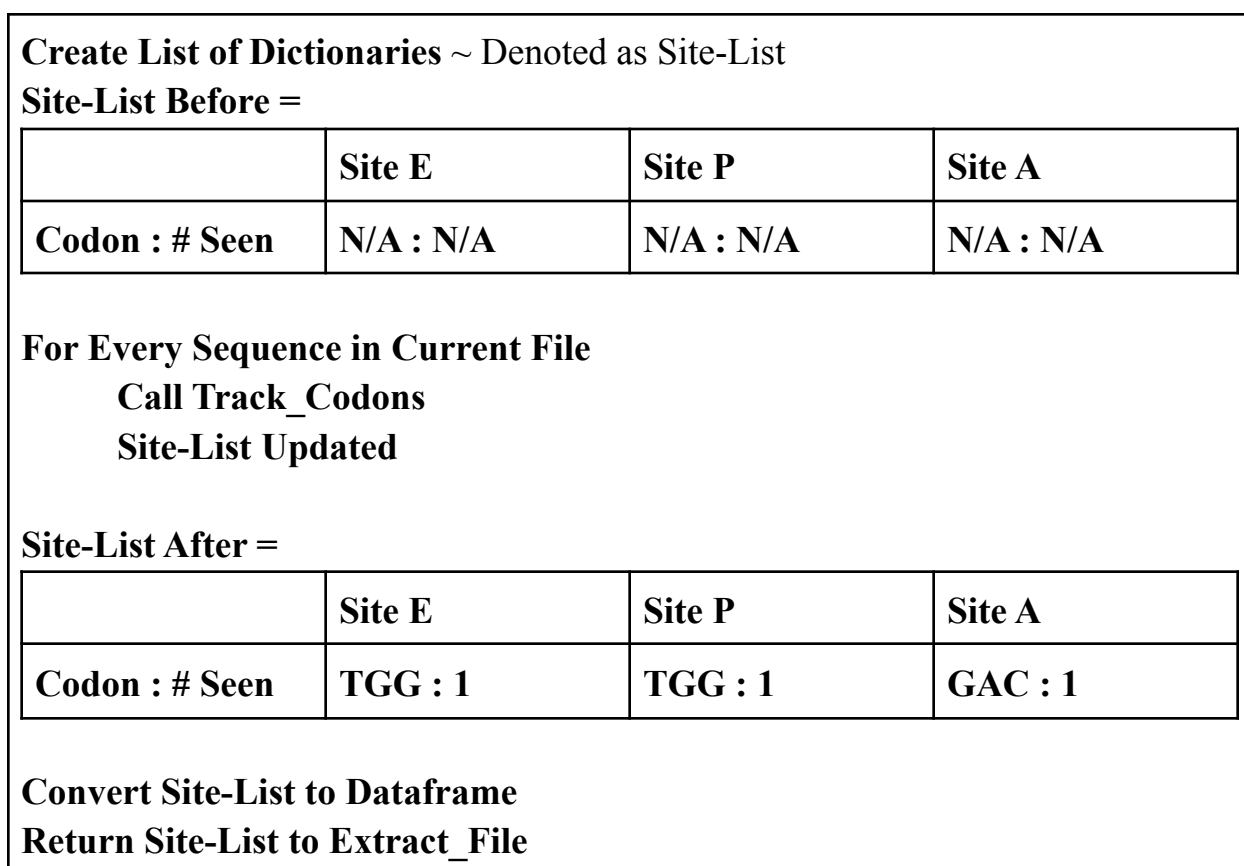 Create List of Dictionaries ~ Denoted as Site-List
Site-List Before =
Site E Site P Site A
Codon : # Seen N/A : N/A N/A : N/A N/A : N/A
For Every Sequence in Current File
Call Track_Codons
Site-List Updated
Site-List After =
Site E Site P Site A
Codon : # Seen TGG : 1 TGG : 1 GAC : 1
Convert Site-List to Dataframe
Return Site-List to Extract_File